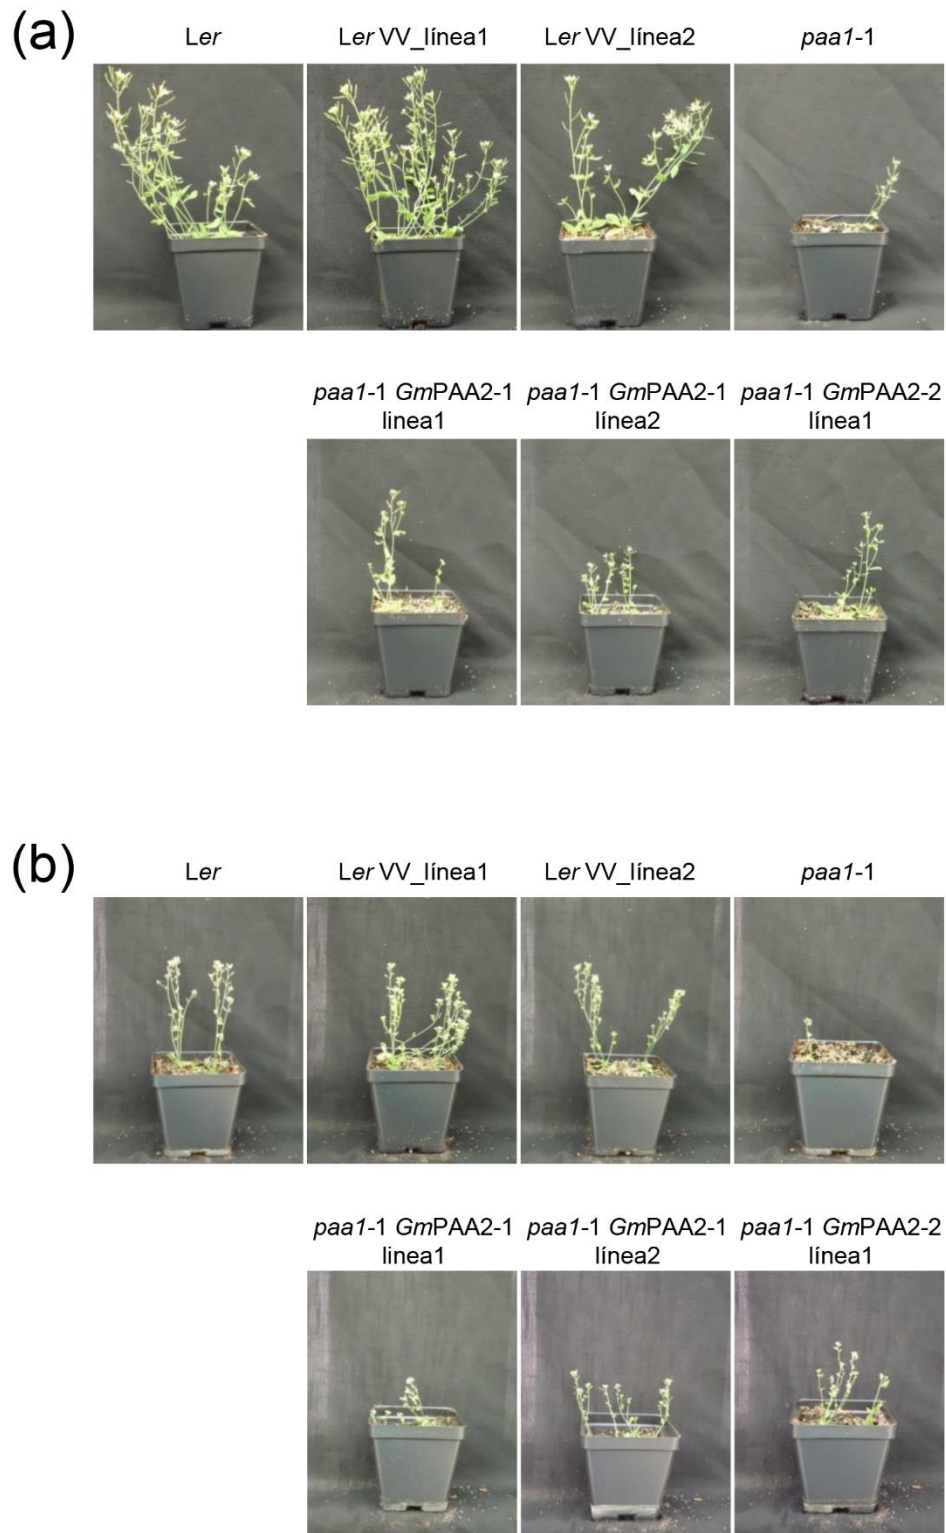 (a)
Ler
Ler VV_línea1
Ler VV_línea2
paa1-1
paa1-1 GmPAA2-1
linea1
paa1-1 GmPAA2-1
línea2
paa1-1 GmPAA2-2
línea1
(b)
Ler
Ler VV_línea1
Ler VV_línea2
paa1-1
paa1-1 GmPAA2-1
linea1
paa1-1 GmPAA2-1
línea2
paa1-1 GmPAA2-2
línea1